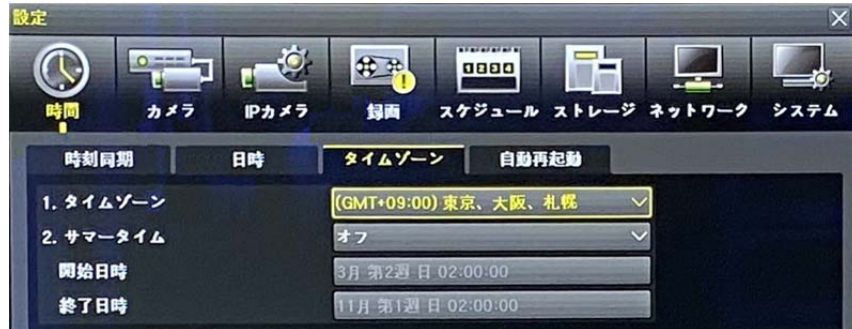 設定
時間 カメラ IPカメラ 録画 スケジュール ストレージ ネットワーク システム
時刻同期 日時 タイムゾーン 自動再起動
1. タイムゾーン (GMT+09:00) 東京、大阪、札幌
2. サマータイム オフ
開始日時 3月 第2週 日 02:00:00
終了日時 11月 第1週 日 02:00:00